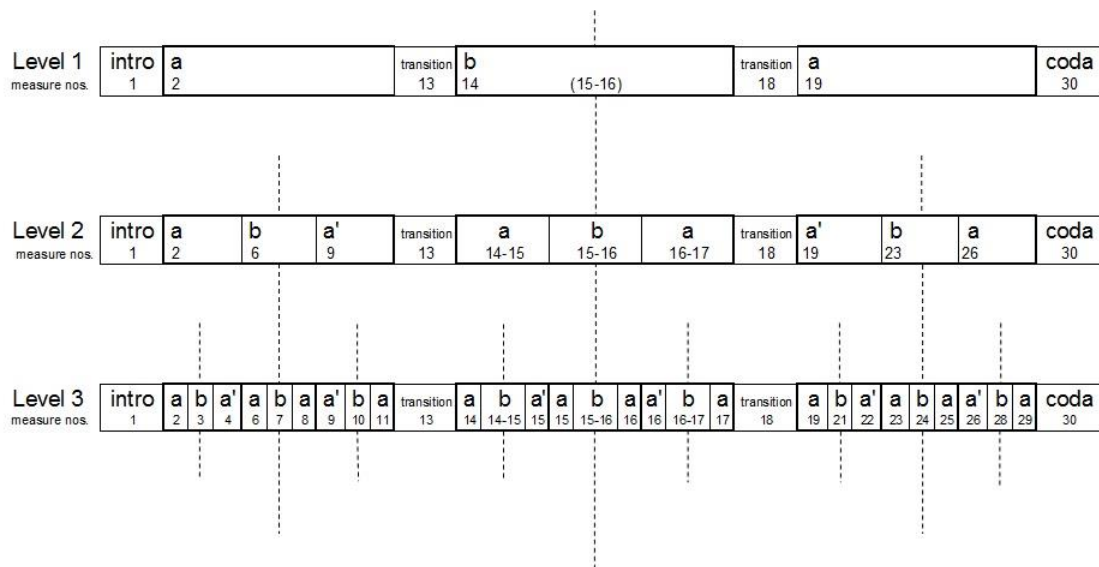 Level 1 intro a transition b transition a coda
measure nos. 1 2 13 14 (15-16) 18 19 30
Level 2 intro a b a' transition a b a transition a' b a coda
measure nos. 1 2 6 9 13 14-15 15-16 16-17 18 19 23 26 30
Level 3 intro a b a' a b a a' b a transition a b a' a b a a' b a transition a b a' a b a a' b a coda
measure nos. 1 2 3 4 6 7 8 9 10 11 13 14 14-15 15 15 15-16 16 16 16-17 17 18 19 21 22 23 24 25 26 28 29 30